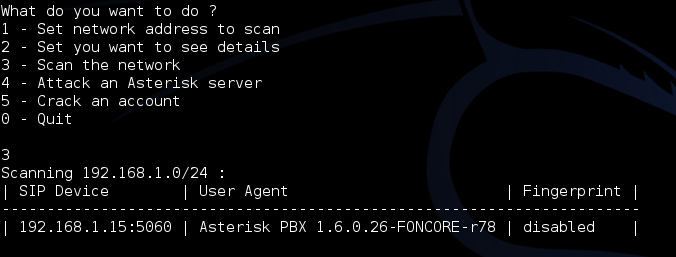 What do you want to do ?
1 - Set network address to scan
2 - Set you want to see details
3 - Scan the network
4 - Attack an Asterisk server
5 - Crack an account
0 - Quit
3
Scanning 192.168.1.0/24 :
| SIP Device        | User Agent                        | Fingerprint |
-----------------------------------------------------------------------
| 192.168.1.15:5060 | Asterisk PBX 1.6.0.26-FONCORE-r78 | disabled    |